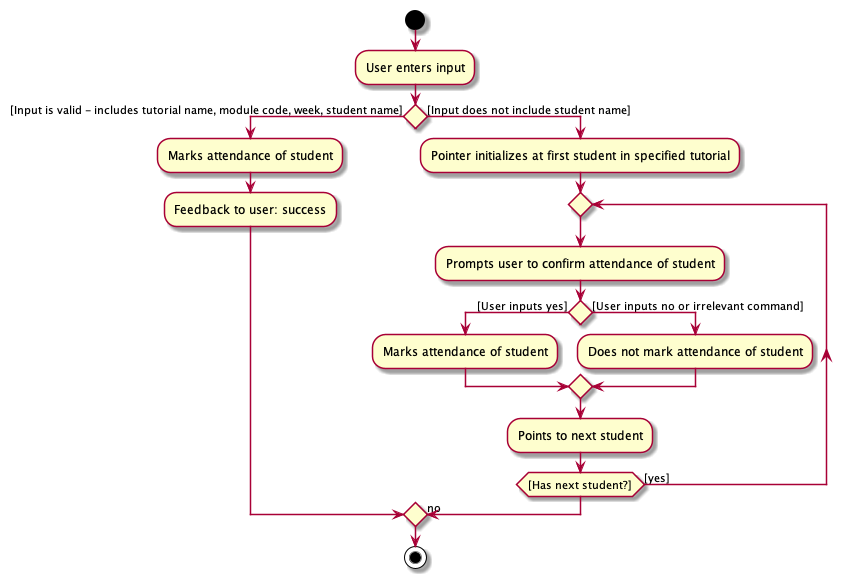 User enters input
[Input is valid – includes tutorial name, module code, week, student name]
[Input does not include student name]
Marks attendance of student
Pointer initializes at first student in specified tutorial
Feedback to user: success
Prompts user to confirm attendance of student
[User inputs yes]
[User inputs no or irrelevant command]
Marks attendance of student
Does not mark attendance of student
Points to next student
[Has next student?]
[yes]
no